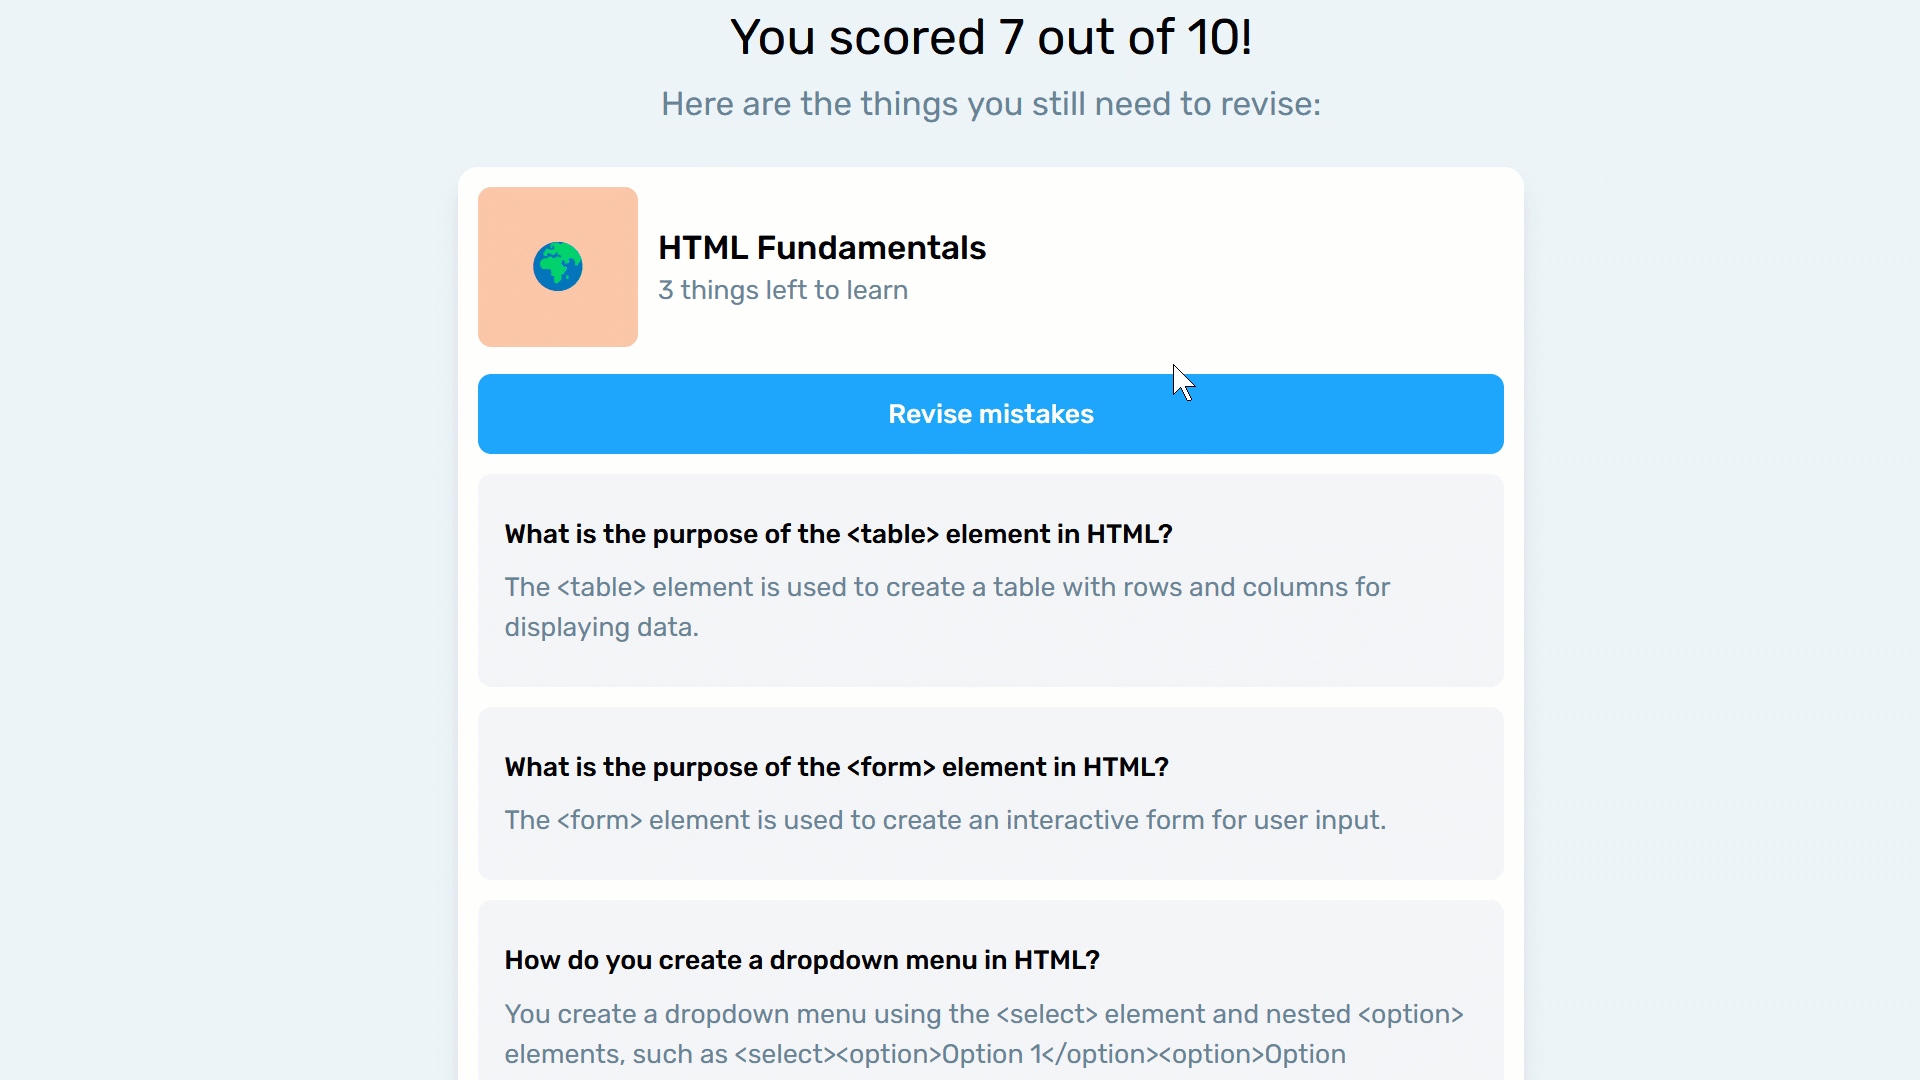 You scored 7 out of 10!
Here are the things you still need to revise:
HTML Fundamentals
3 things left to learn
Revise mistakes
What is the purpose of the <table> element in HTML?
The <table> element is used to create a table with rows and columns for
displaying data.
What is the purpose of the <form> element in HTML?
The <form> element is used to create an interactive form for user input.
How do you create a dropdown menu in HTML?
You create a dropdown menu using the <select> element and nested <option>
elements, such as <select><option>Option 1</option><option>Option